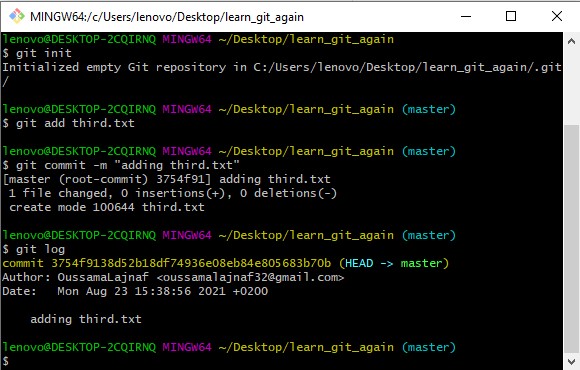 MINGW64:/c/Users/lenovo/Desktop/learn_git_again
lenovo@DESKTOP-2CQIRNQ MINGW64 ~/Desktop/learn_git_again
$ git init
Initialized empty Git repository in C:/Users/lenovo/Desktop/learn_git_again/.git
/
lenovo@DESKTOP-2CQIRNQ MINGW64 ~/Desktop/learn_git_again (master)
$ git add third.txt
lenovo@DESKTOP-2CQIRNQ MINGW64 ~/Desktop/learn_git_again (master)
$ git commit -m "adding third.txt"
[master (root-commit) 3754f91] adding third.txt
 1 file changed, 0 insertions(+), 0 deletions(-)
 create mode 100644 third.txt
lenovo@DESKTOP-2CQIRNQ MINGW64 ~/Desktop/learn_git_again (master)
$ git log
commit 3754f9138d52b18df74936e08eb84e805683b70b (HEAD -> master)
Author: OussamaLajnaf <oussamalajnaf32@gmail.com>
Date:   Mon Aug 23 15:38:56 2021 +0200
    adding third.txt
lenovo@DESKTOP-2CQIRNQ MINGW64 ~/Desktop/learn_git_again (master)
$